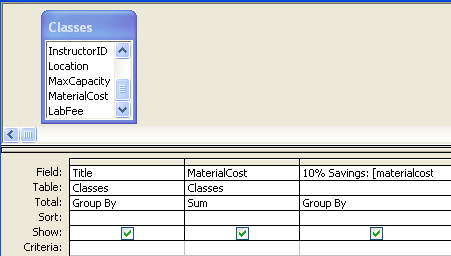 Classes
InstructorID
Location
MaxCapacity
MaterialCost
LabFee
Field: Title MaterialCost 10% Savings: [materialcost
Table: Classes Classes
Total: Group By Sum Group By
Sort:
Show:
Criteria: